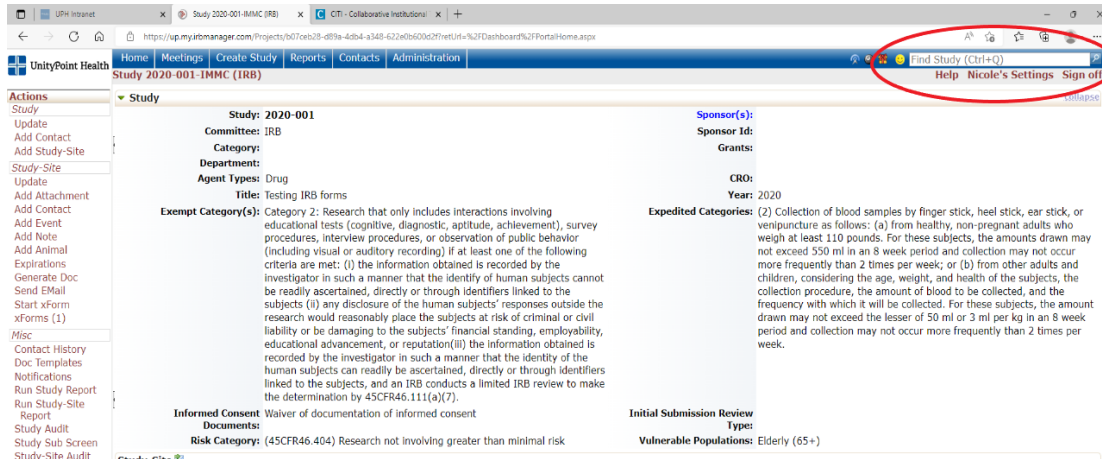 UPH Intranet
Study 2020-001-IMMC (IRB)
CITI - Collaborative Institutional
https://up.my.irbmanager.com/Projects/b07ceb28-d89a-4db4-a348-622e0b600d2f?retUrl=%2FDashboard%2FPortalHome.aspx
UnityPoint Health
Home Meetings Create Study Reports Contacts Administration
Find Study (Ctrl+Q)
Study 2020-001-IMMC (IRB)
Help Nicole's Settings Sign off
Actions
Study
Update
Add Contact
Add Study-Site
Study-Site
Update
Add Attachment
Add Contact
Add Event
Add Note
Add Animal
Expirations
Generate Doc
Send EMail
Start xForm
xForms (1)
Misc
Contact History
Doc Templates
Notifications
Run Study Report
Run Study-Site
Report
Study Audit
Study Sub Screen
Study-Site Audit
Study
Collapse
Study: 2020-001
Committee: IRB
Category:
Department:
Agent Types: Drug
Title: Testing IRB forms
Exempt Category(s): Category 2: Research that only includes interactions involving
educational tests (cognitive, diagnostic, aptitude, achievement), survey
procedures, interview procedures, or observation of public behavior
(including visual or auditory recording) if at least one of the following
criteria are met: (i) the information obtained is recorded by the
investigator in such a manner that the identify of human subjects cannot
be readily ascertained, directly or through identifiers linked to the
subjects (ii) any disclosure of the human subjects' responses outside the
research would reasonably place the subjects at risk of criminal or civil
liability or be damaging to the subjects' financial standing, employability,
educational advancement, or reputation(iii) the information obtained is
recorded by the investigator in such a manner that the identity of the
human subjects can readily be ascertained, directly or through identifiers
linked to the subjects, and an IRB conducts a limited IRB review to make
the determination by 45CFR46.111(a)(7).
Informed Consent Documents: Waiver of documentation of informed consent
Risk Category: (45CFR46.404) Research not involving greater than minimal risk
Sponsor(s):
Sponsor Id:
Grants:
CRO:
Year: 2020
Expedited Categories: (2) Collection of blood samples by finger stick, heel stick, ear stick, or
venipuncture as follows: (a) from healthy, non-pregnant adults who
weigh at least 110 pounds. For these subjects, the amounts drawn may
not exceed 550 ml in an 8 week period and collection may not occur
more frequently than 2 times per week; or (b) from other adults and
children, considering the age, weight, and health of the subjects, the
collection procedure, the amount of blood to be collected, and the
frequency with which it will be collected. For these subjects, the amount
drawn may not exceed the lesser of 50 ml or 3 ml per kg in an 8 week
period and collection may not occur more frequently than 2 times per
week.
Initial Submission Review
Type:
Vulnerable Populations: Elderly (65+)
Study-Site